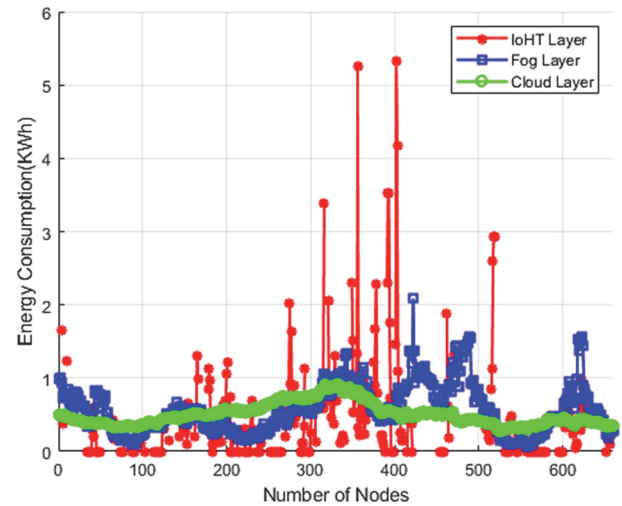 IoHT Layer
Fog Layer
Cloud Layer
Energy Consumption(KWh)
6
5
4
3
2
1
0
0 100 200 300 400 500 600
Number of Nodes